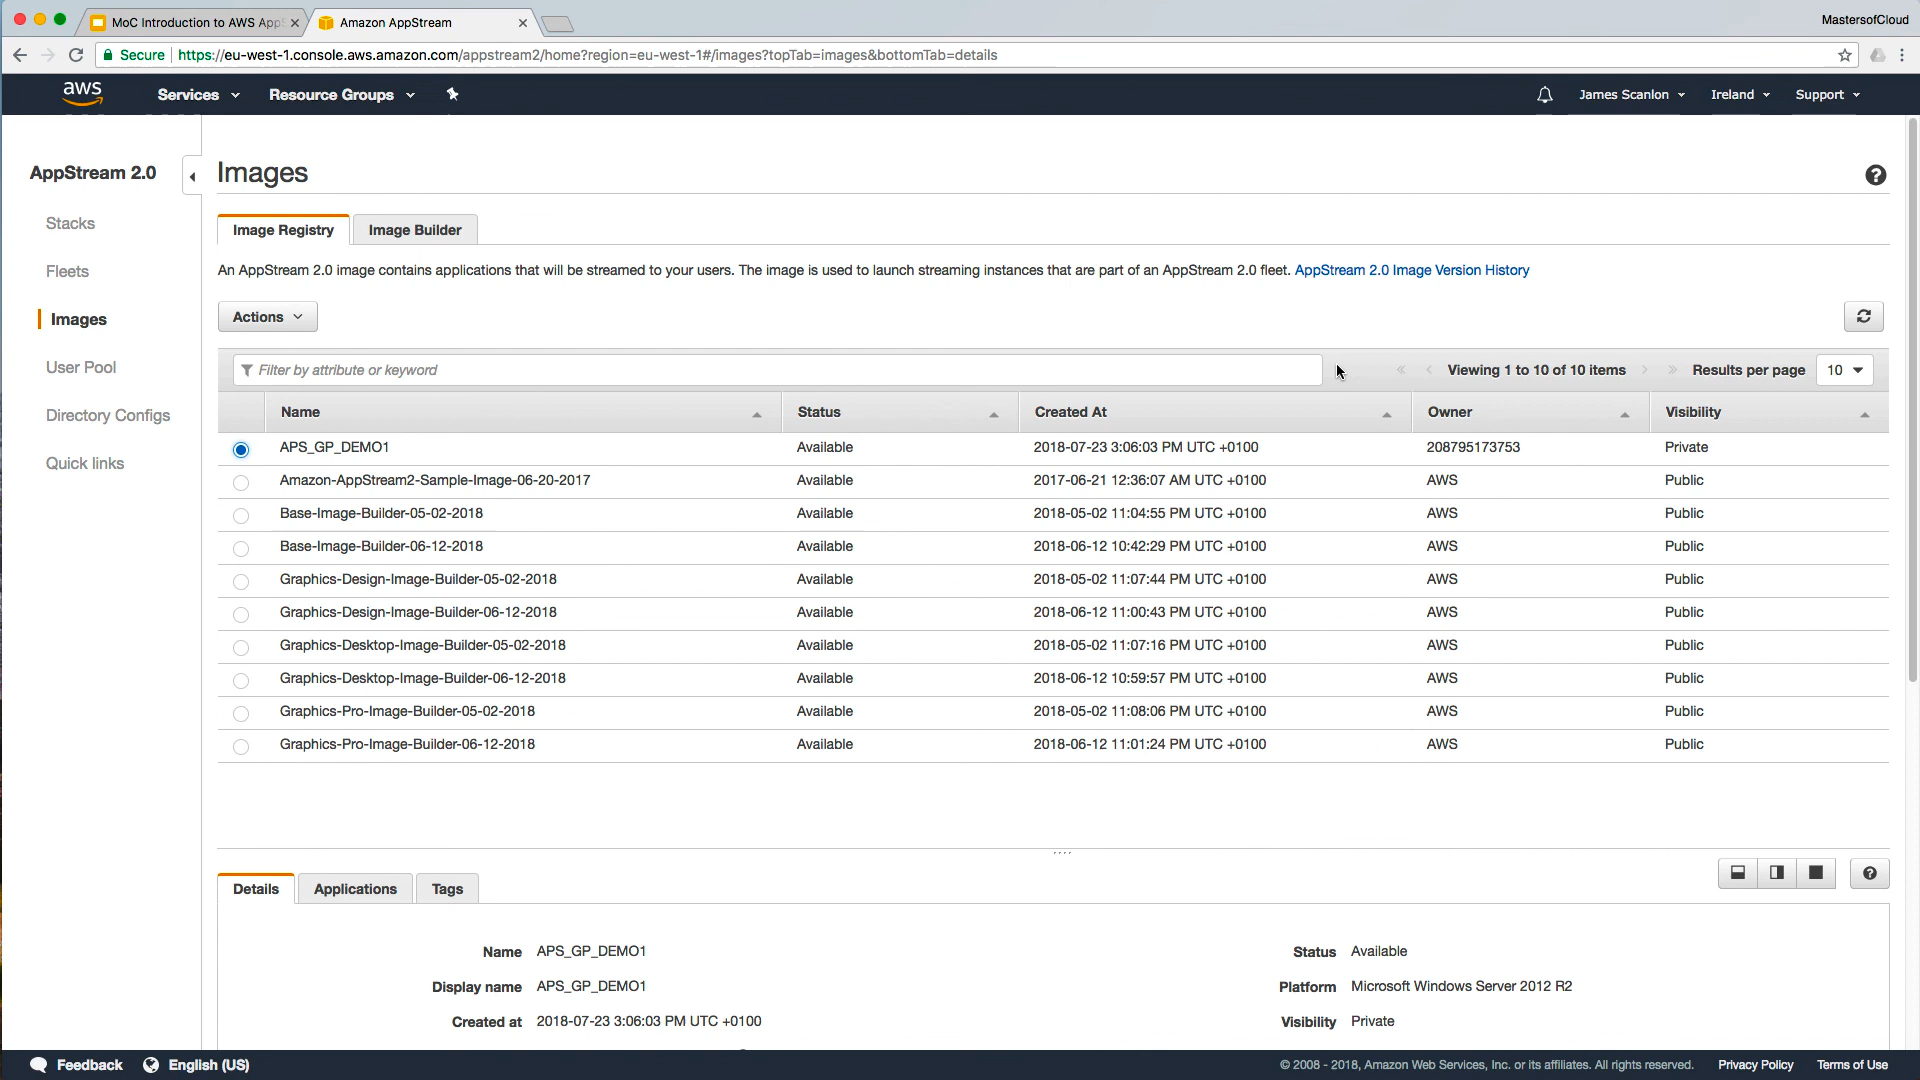 MoC Introduction to AWS AppS
Amazon AppStream
MastersofCloud
Secure
https://eu-west-1.console.aws.amazon.com/appstream2/home?region=eu-west-1#/images?topTab=images&bottomTab=details
aws
Services
Resource Groups
James Scanlon
Ireland
Support
AppStream 2.0
Stacks
Fleets
Images
User Pool
Directory Configs
Quick links
Images
Image Registry
Image Builder
An AppStream 2.0 image contains applications that will be streamed to your users. The image is used to launch streaming instances that are part of an AppStream 2.0 fleet. AppStream 2.0 Image Version History
Actions
Filter by attribute or keyword
Viewing 1 to 10 of 10 items
Results per page
10
Name Status Created At Owner Visibility
APS_GP_DEMO1 Available 2018-07-23 3:06:03 PM UTC +0100 208795173753 Private
Amazon-AppStream2-Sample-Image-06-20-2017 Available 2017-06-21 12:36:07 AM UTC +0100 AWS Public
Base-Image-Builder-05-02-2018 Available 2018-05-02 11:04:55 PM UTC +0100 AWS Public
Base-Image-Builder-06-12-2018 Available 2018-06-12 10:42:29 PM UTC +0100 AWS Public
Graphics-Design-Image-Builder-05-02-2018 Available 2018-05-02 11:07:44 PM UTC +0100 AWS Public
Graphics-Design-Image-Builder-06-12-2018 Available 2018-06-12 11:00:43 PM UTC +0100 AWS Public
Graphics-Desktop-Image-Builder-05-02-2018 Available 2018-05-02 11:07:16 PM UTC +0100 AWS Public
Graphics-Desktop-Image-Builder-06-12-2018 Available 2018-06-12 10:59:57 PM UTC +0100 AWS Public
Graphics-Pro-Image-Builder-05-02-2018 Available 2018-05-02 11:08:06 PM UTC +0100 AWS Public
Graphics-Pro-Image-Builder-06-12-2018 Available 2018-06-12 11:01:24 PM UTC +0100 AWS Public
Details
Applications
Tags
Name APS_GP_DEMO1
Status Available
Display name APS_GP_DEMO1
Platform Microsoft Windows Server 2012 R2
Created at 2018-07-23 3:06:03 PM UTC +0100
Visibility Private
Feedback
English (US)
© 2008 - 2018, Amazon Web Services, Inc. or its affiliates. All rights reserved.
Privacy Policy
Terms of Use